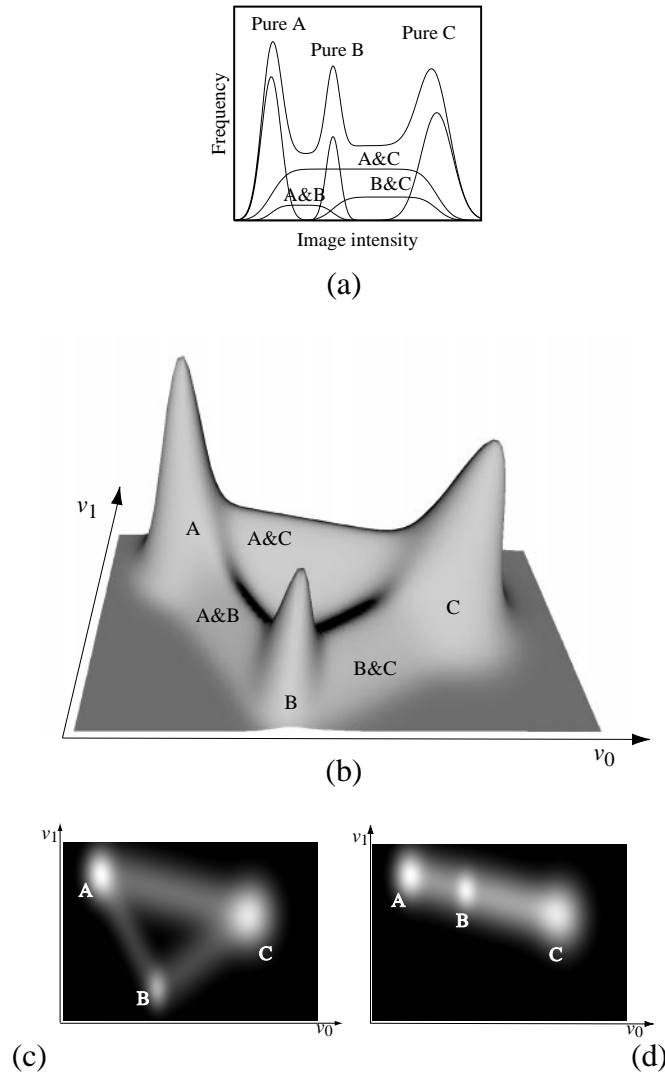 Pure A
Pure B
Pure C
Frequency
A&C
B&C
A&B
Image intensity
(a)
v1
A
A&C
A&B
C
B&C
B
v0
(b)
v1
A
B
C
v0
(c)
v1
A
B
C
v0
(d)